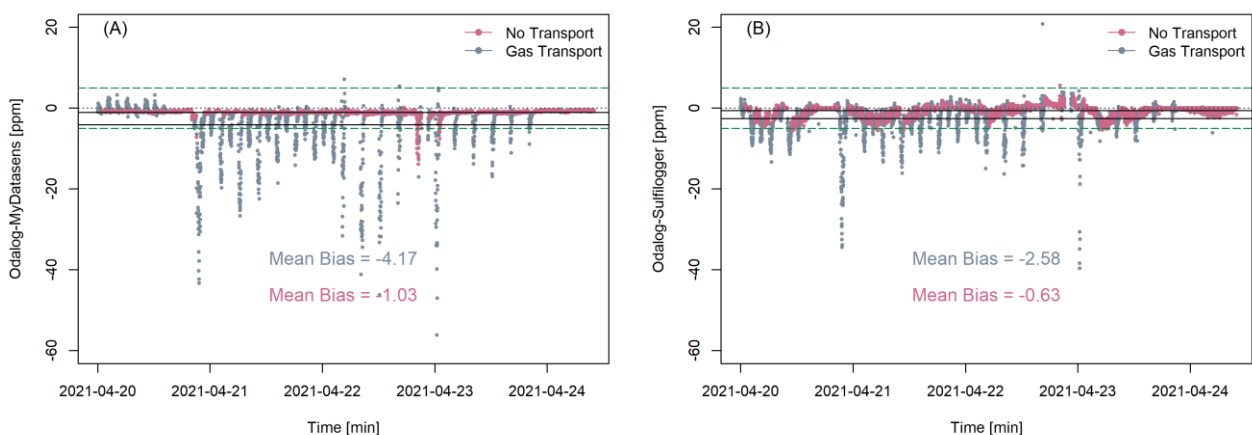 (A)
No Transport
Gas Transport
20
0
-20
-40
-60
Odalog-MyDatasens [ppm]
Mean Bias = -4.17
Mean Bias = -1.03
2021-04-20
2021-04-21
2021-04-22
2021-04-23
2021-04-24
Time [min]
(B)
No Transport
Gas Transport
20
0
-20
-40
-60
Odalog-Sulfilogger [ppm]
Mean Bias = -2.58
Mean Bias = -0.63
2021-04-20
2021-04-21
2021-04-22
2021-04-23
2021-04-24
Time [min]